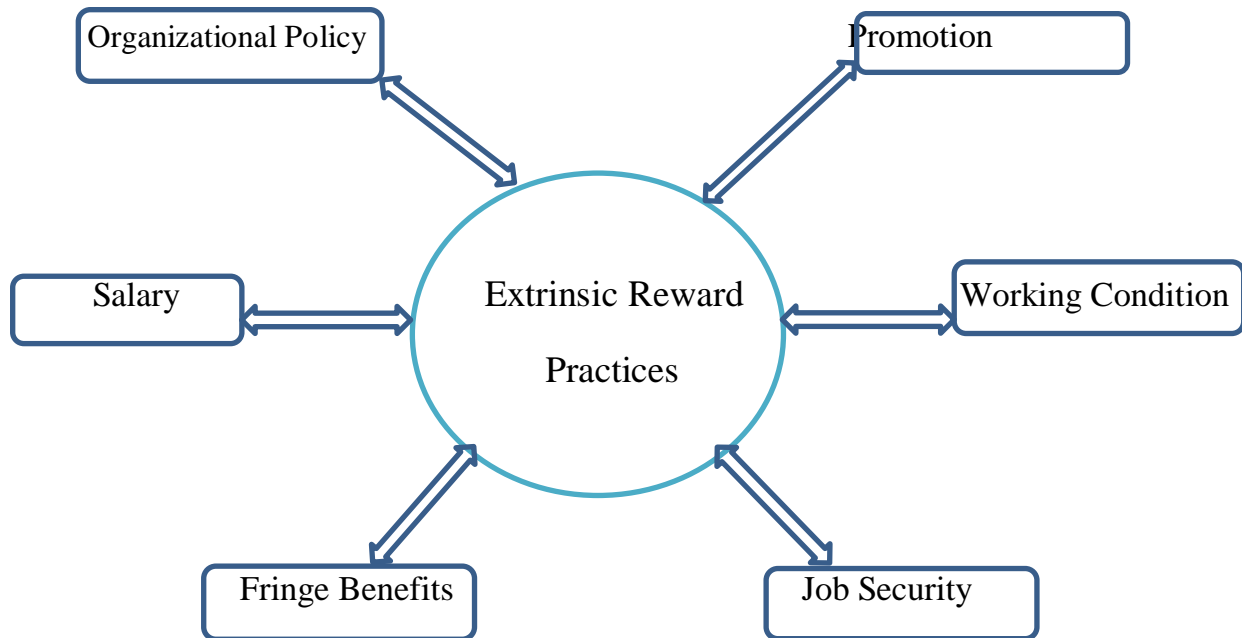 Organizational Policy
Promotion
Salary
Extrinsic Reward
Practices
Working Condition
Fringe Benefits
Job Security